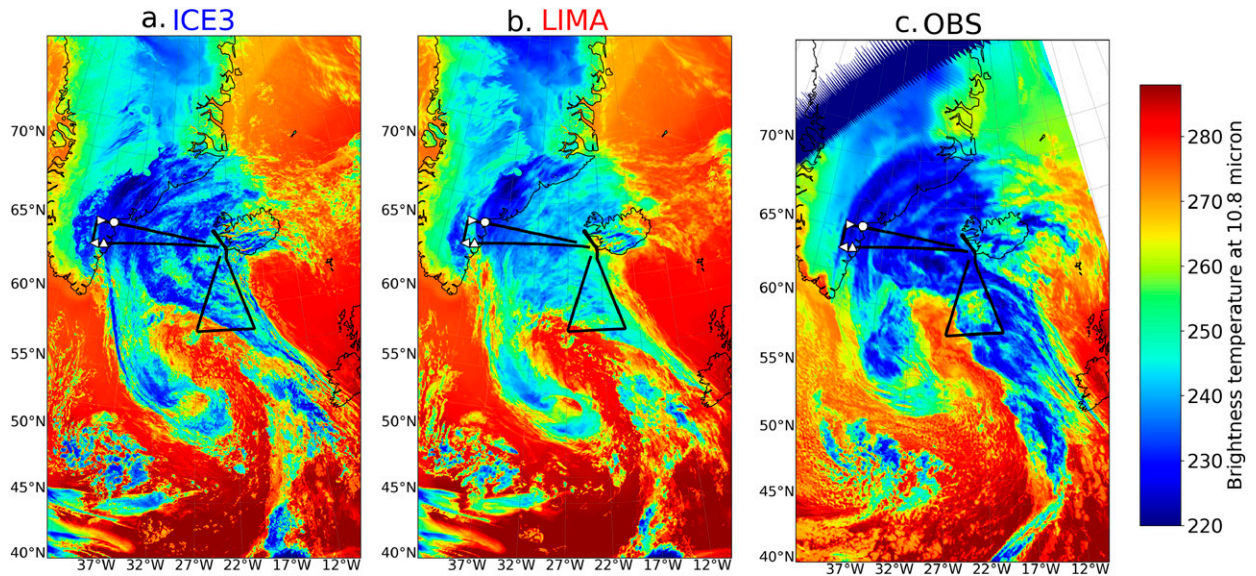 a. ICE3
b. LIMA
c. OBS
70°N
65°N
60°N
55°N
50°N
45°N
40°N
37°W 32°W 27°W 22°W 17°W 12°W
70°N
65°N
60°N
55°N
50°N
45°N
40°N
37°W 32°W 27°W 22°W 17°W 12°W
70°N
65°N
60°N
55°N
50°N
45°N
40°N
37°W 32°W 27°W 22°W 17°W 12°W
280
270
260
250
240
230
220
Brightness temperature at 10.8 micron